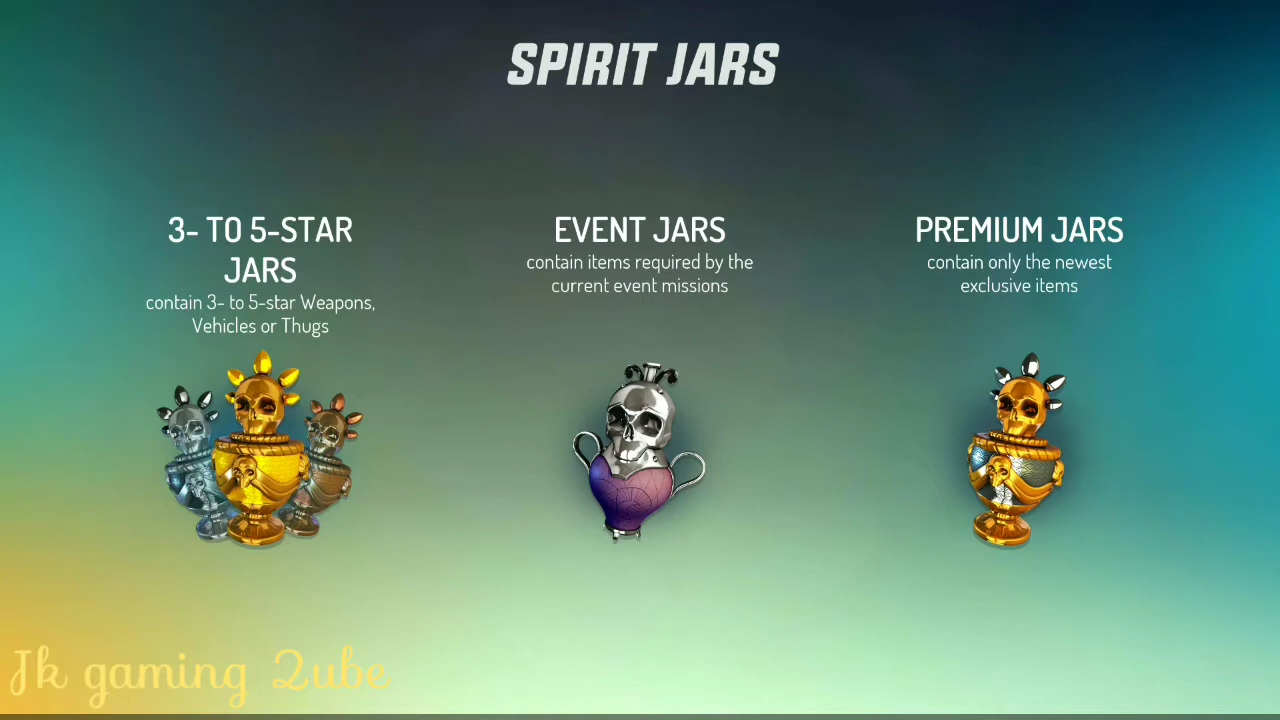 SPIRIT JARS
3- TO 5-STAR
JARS
contain 3- to 5-star Weapons,
Vehicles or Thugs
EVENT JARS
contain items required by the
current event missions
PREMIUM JARS
contain only the newest
exclusive items
Jk gaming Qube